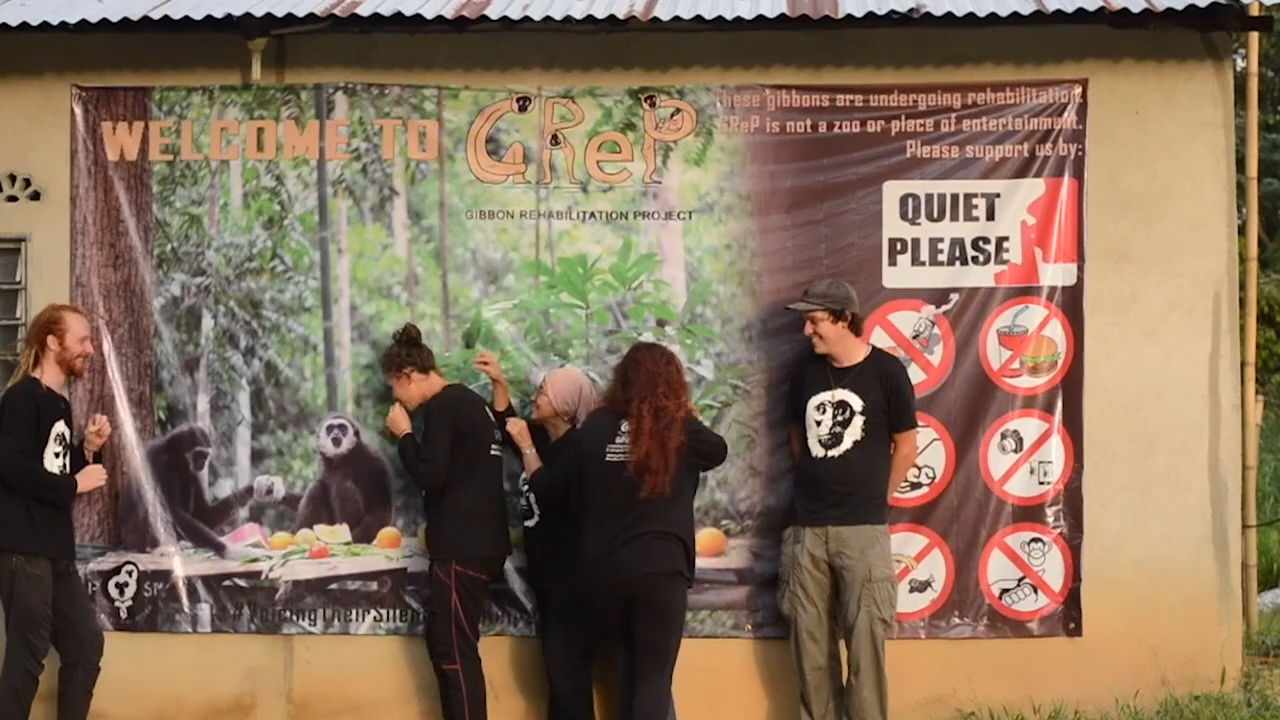 WELCOME TO
GReP
GIBBON REHABILITATION PROJECT
These gibbons are undergoing rehabilitation.
GReP is not a zoo or place of entertainment.
Please support us by:
QUIET
PLEASE